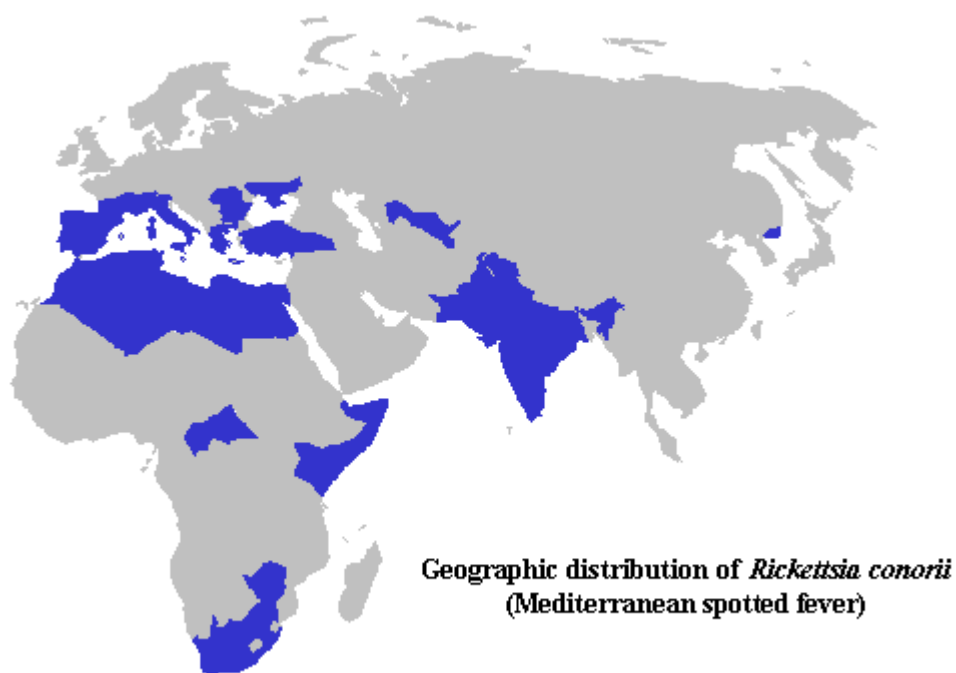 Geographic distribution of Rickettsia conorii
(Mediterranean spotted fever)